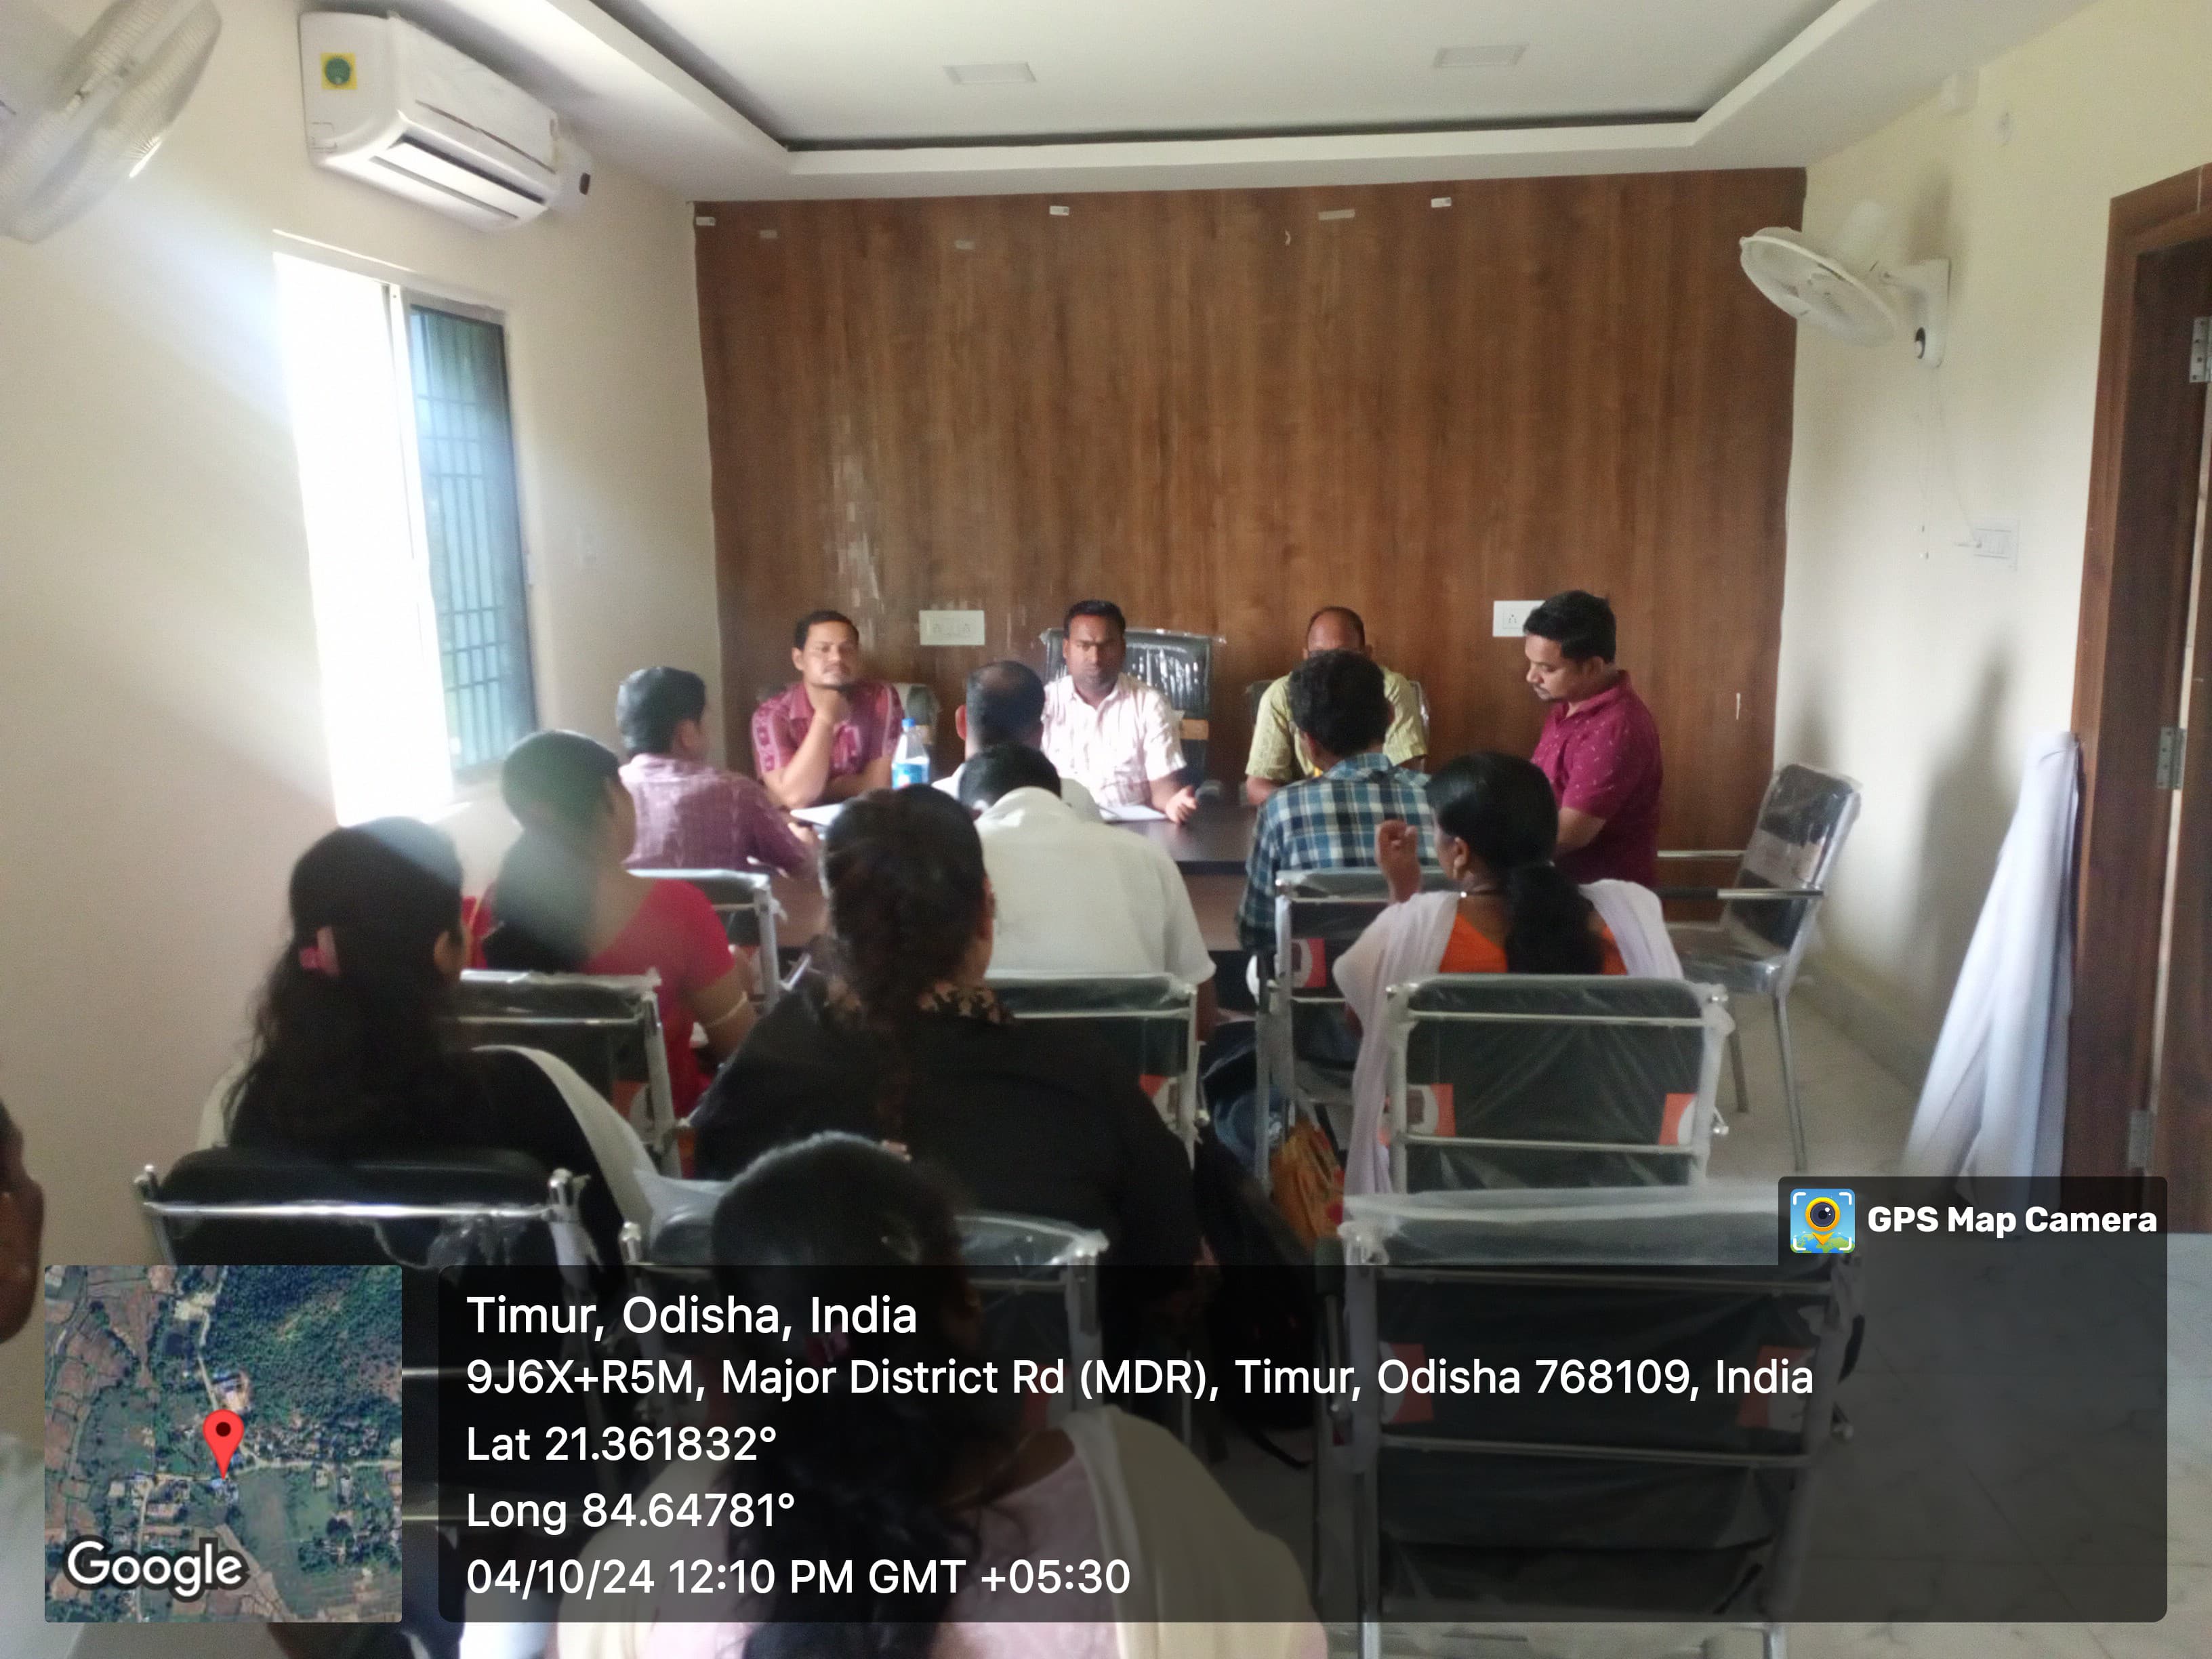 GPS Map Camera
Timur, Odisha, India
9J6X+R5M, Major District Rd (MDR), Timur, Odisha 768109, India
Lat 21.361832°
Long 84.64781°
04/10/24 12:10 PM GMT +05:30
Google